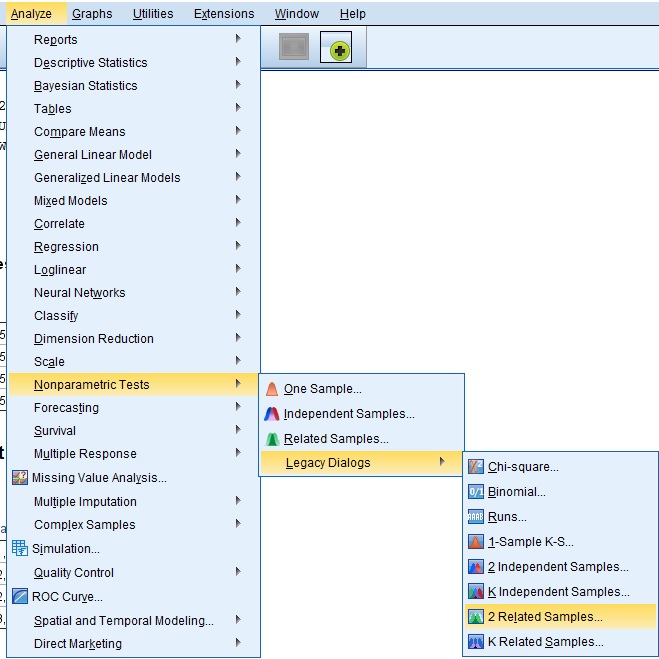 Analyze Graphs Utilities Extensions Window Help
Reports
Descriptive Statistics
Bayesian Statistics
Tables
Compare Means
General Linear Model
Generalized Linear Models
Mixed Models
Correlate
Regression
Loglinear
Neural Networks
Classify
Dimension Reduction
Scale
Nonparametric Tests
Forecasting
Survival
Multiple Response
Missing Value Analysis...
Multiple Imputation
Complex Samples
Simulation...
Quality Control
ROC Curve...
Spatial and Temporal Modeling...
Direct Marketing
One Sample...
Independent Samples...
Related Samples...
Legacy Dialogs
Chi-square...
Binomial...
Runs...
1-Sample K-S...
2 Independent Samples...
K Independent Samples...
2 Related Samples...
K Related Samples...